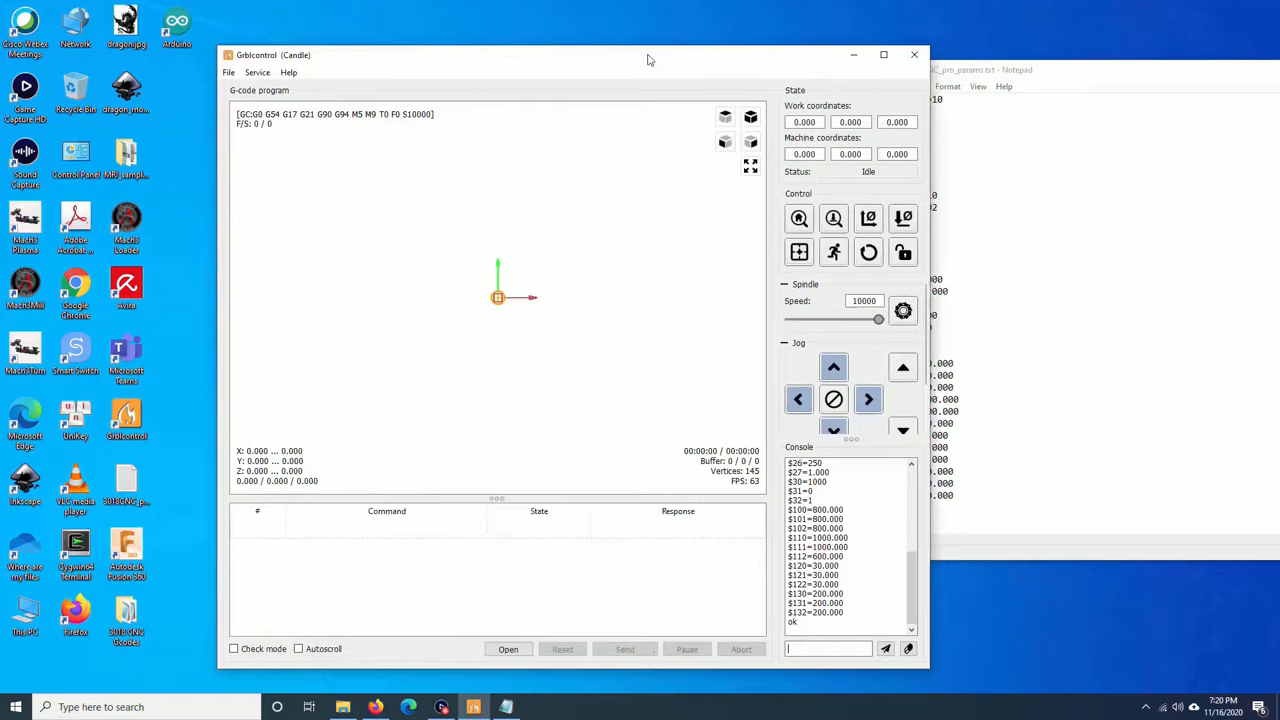 Cisco Webex
Meetings
Network
dragon.jpg
Arduino
Game
Capture HD
Recycle Bin
dragon_mo...
Sound
Capture
Control Panel
MRI_sampl...
Mach3
Plasma
Adobe
Acrobat ...
Mach3
Loader
Mach3Mill
Google
Chrome
Avira
Mach3Turn
Smart Switch
Microsoft
Teams
Microsoft
Edge
UniKey
Grblcontrol
Inkscape
VLC media
player
3018CNC_p...
Where are
my files
Cygwin64
Terminal
Autodesk
Fusion 360
This PC
Firefox
3018 CNC
Gcodes
Grblcontrol (Candle)
File Service Help
G-code program
[GC:G0 G54 G17 G21 G90 G94 M5 M9 T0 F0 S10000]
F/S: 0 / 0
X: 0.000 ... 0.000
Y: 0.000 ... 0.000
Z: 0.000 ... 0.000
0.000 / 0.000 / 0.000
00:00:00 / 00:00:00
Buffer: 0 / 0 / 0
Vertices: 145
FPS: 63
# Command State Response
Check mode Autoscroll Open Reset Send Pause Abort
State
Work coordinates:
0.000 0.000 0.000
Machine coordinates:
0.000 0.000 0.000
Status: Idle
Control
Spindle
Speed: 10000
Jog
Console
$26=250
$27=1.000
$30=1000
$31=0
$32=1
$100=800.000
$101=800.000
$102=800.000
$110=1000.000
$111=1000.000
$112=600.000
$120=30.000
$121=30.000
$122=30.000
$130=200.000
$131=200.000
$132=200.000
ok
C_pro_params.txt - Notepad
Format View Help
Type here to search
7:20 PM
11/16/2020